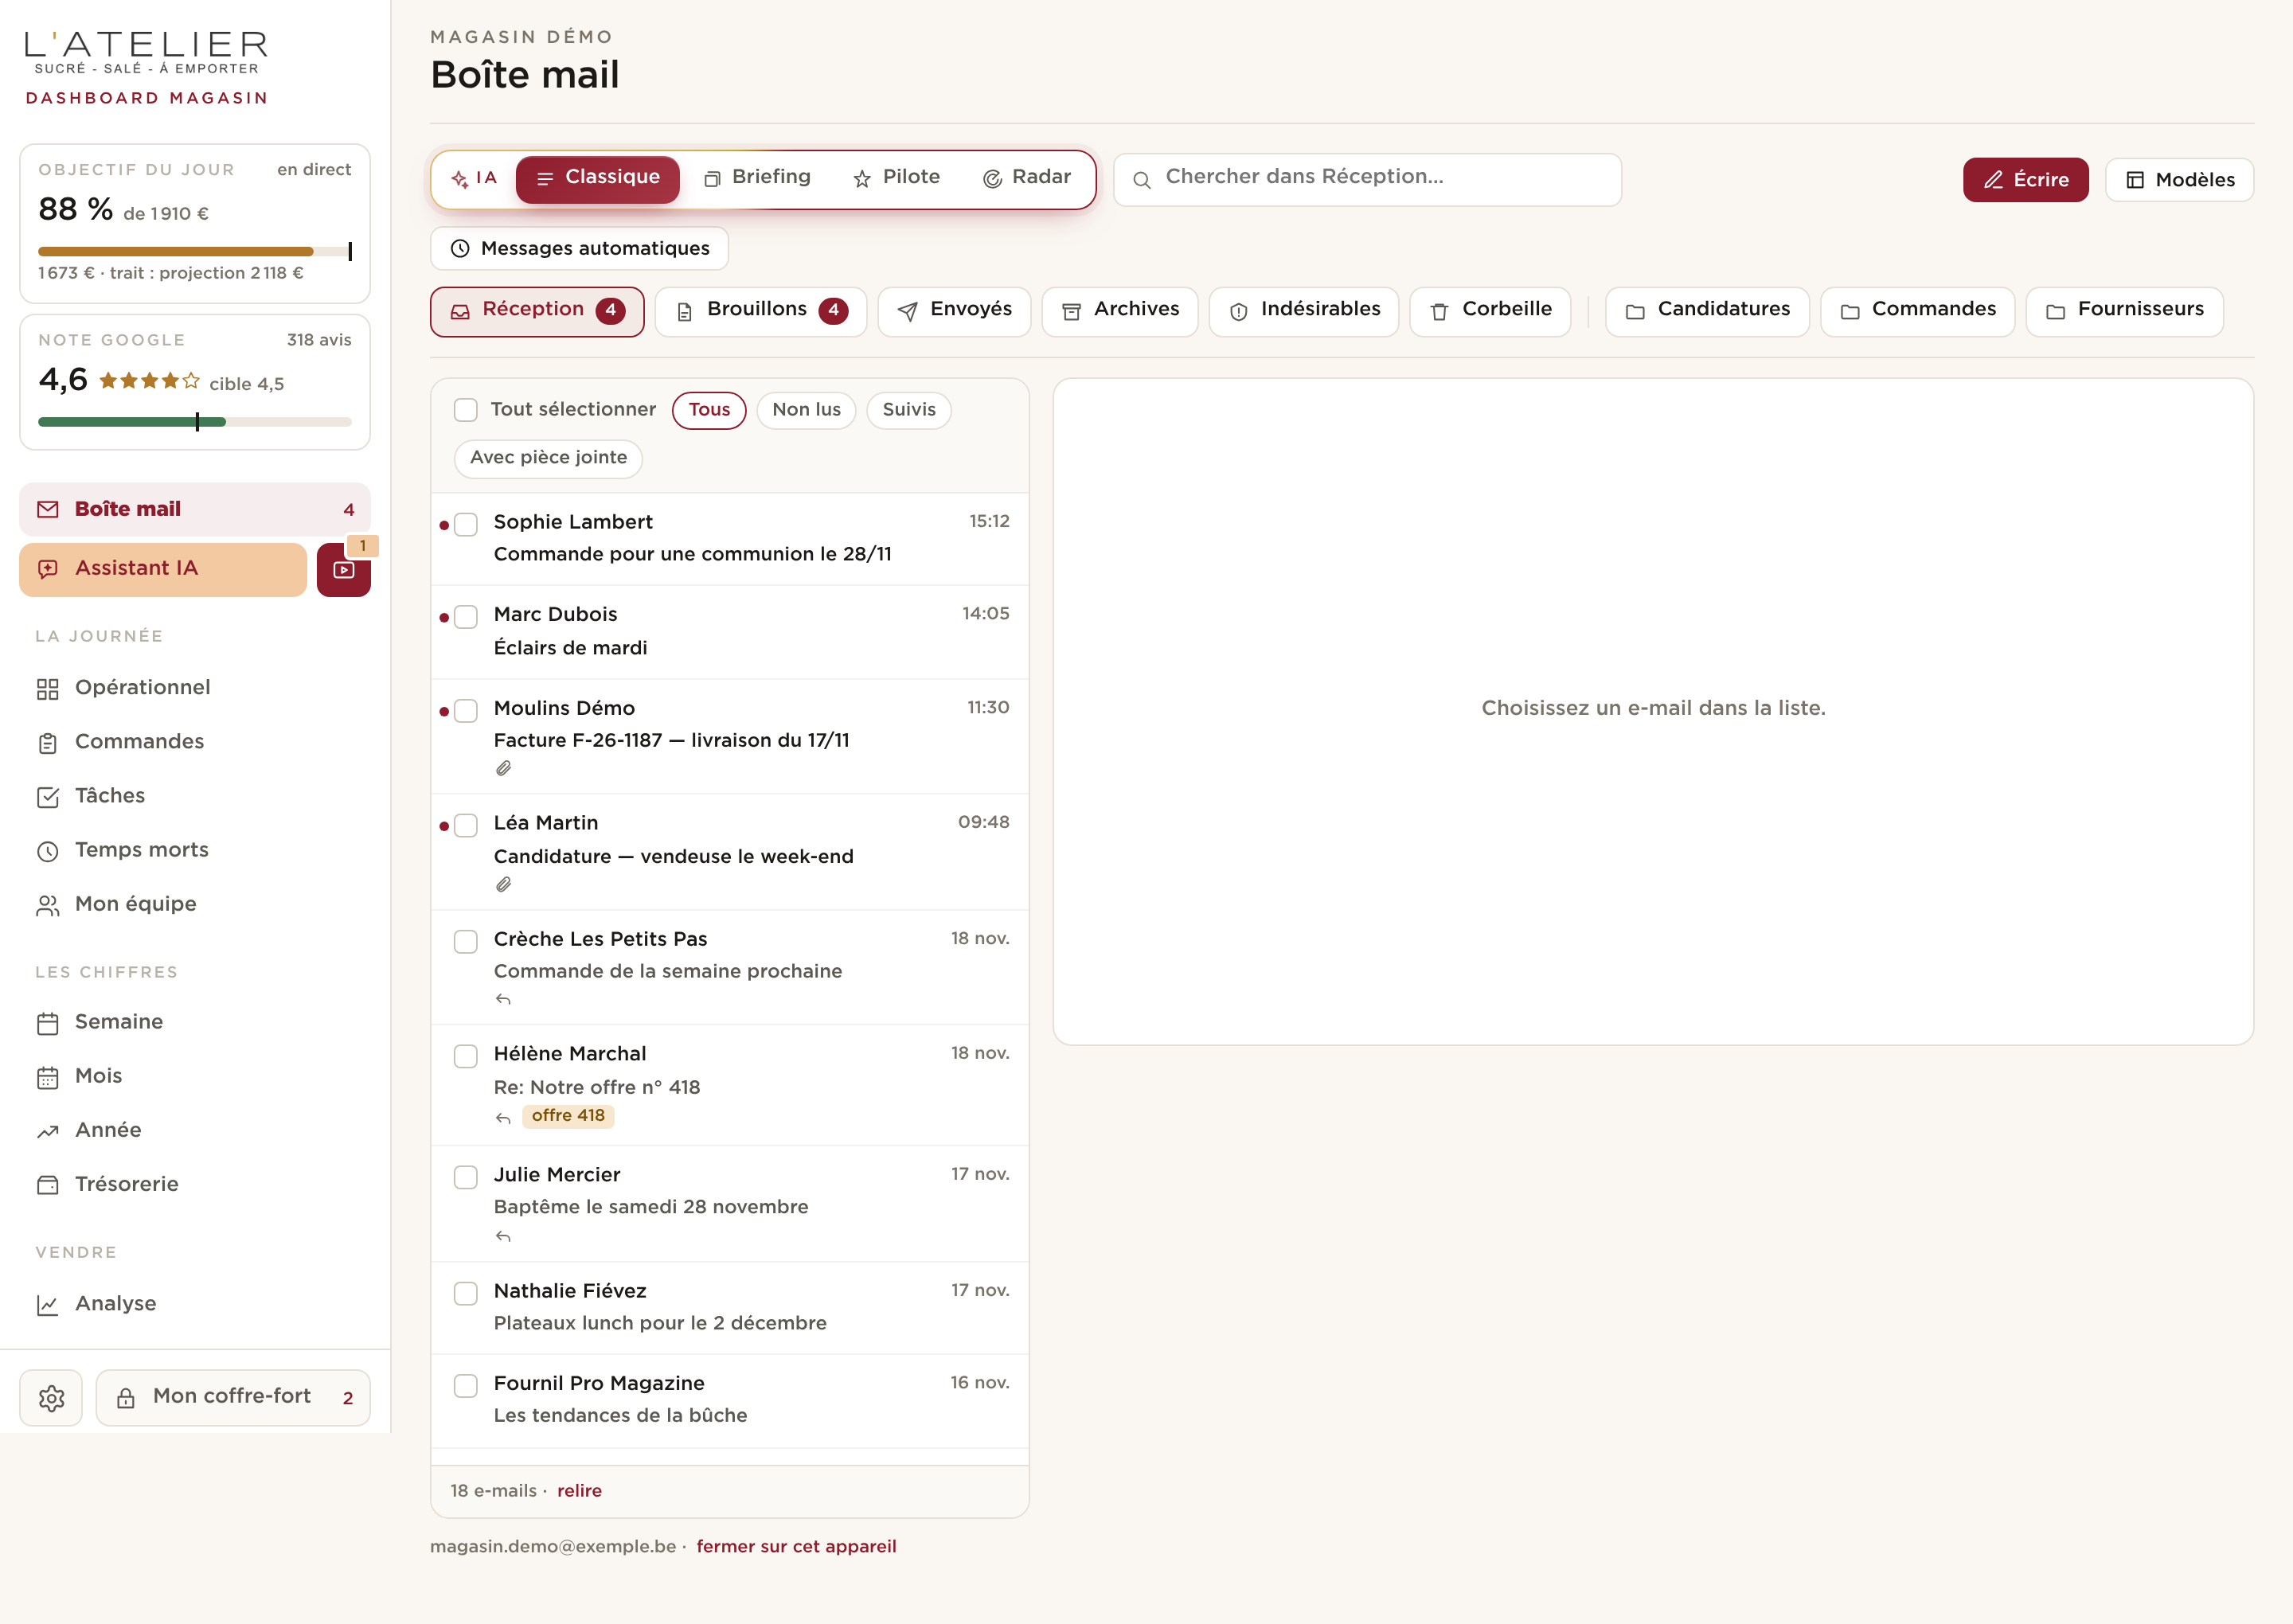 L'ATELIER
SUCRÉ - SALÉ - À EMPORTER
DASHBOARD MAGASIN
OBJECTIF DU JOUR en direct
88 % de 1 910 €
1 673 € · trait : projection 2 118 €
NOTE GOOGLE 318 avis
4,6 cible 4,5
Boîte mail 4
Assistant IA 1
LA JOURNÉE
Opérationnel
Commandes
Tâches
Temps morts
Mon équipe
LES CHIFFRES
Semaine
Mois
Année
Trésorerie
VENDRE
Analyse
Mon coffre-fort 2
MAGASIN DÉMO
Boîte mail
IA Classique Briefing Pilote Radar Chercher dans Réception... Écrire Modèles
Messages automatiques
Réception 4 Brouillons 4 Envoyés Archives Indésirables Corbeille Candidatures Commandes Fournisseurs
Tout sélectionner Tous Non lus Suivis
Avec pièce jointe
Sophie Lambert 15:12
Commande pour une communion le 28/11
Marc Dubois 14:05
Éclairs de mardi
Moulins Démo 11:30
Facture F-26-1187 — livraison du 17/11
Léa Martin 09:48
Candidature — vendeuse le week-end
Crèche Les Petits Pas 18 nov.
Commande de la semaine prochaine
Hélène Marchal 18 nov.
Re: Notre offre n° 418
offre 418
Julie Mercier 17 nov.
Baptême le samedi 28 novembre
Nathalie Fiévez 17 nov.
Plateaux lunch pour le 2 décembre
Fournil Pro Magazine 16 nov.
Les tendances de la bûche
18 e-mails · relire
magasin.demo@exemple.be · fermer sur cet appareil
Choisissez un e-mail dans la liste.